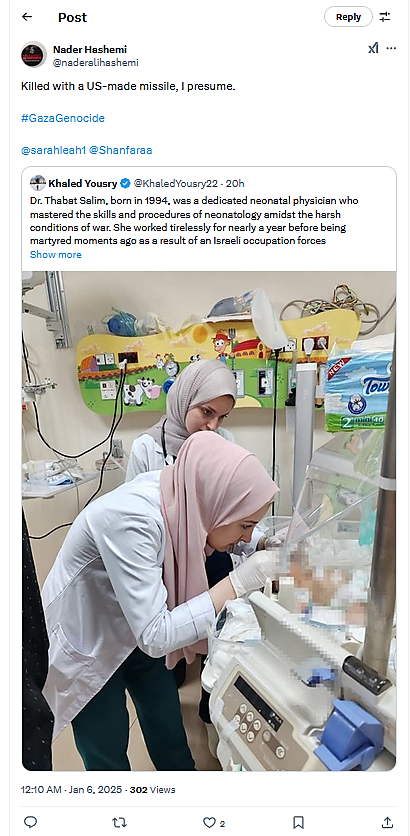 Post
Reply
Nader Hashemi
@naderalihashemi
Killed with a US-made missile, I presume.
#GazaGenocide
@sarahleah1 @Shanfaraa
Khaled Yousry @KhaledYousry22 · 20h
Dr. Thabat Salim, born in 1994, was a dedicated neonatal physician who
mastered the skills and procedures of neonatology amidst the harsh
conditions of war. She worked tirelessly for nearly a year before being
martyred moments ago as a result of an Israeli occupation forces
Show more
NEW
2
12:10 AM · Jan 6, 2025 · 302 Views
2